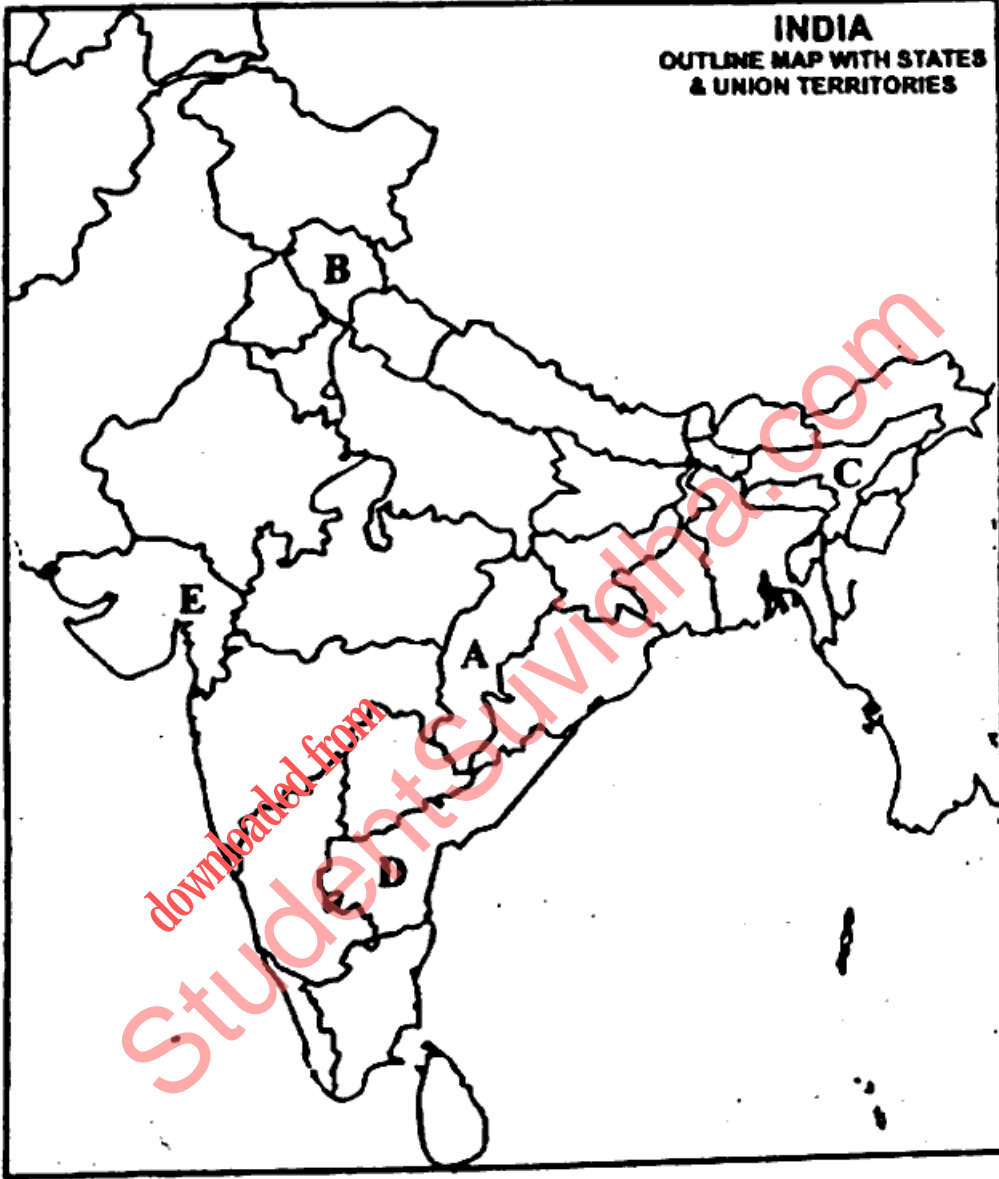 INDIA
OUTLINE MAP WITH STATES
& UNION TERRITORIES
B
C
E
A
D
downloaded from
StudentSuvidha.com